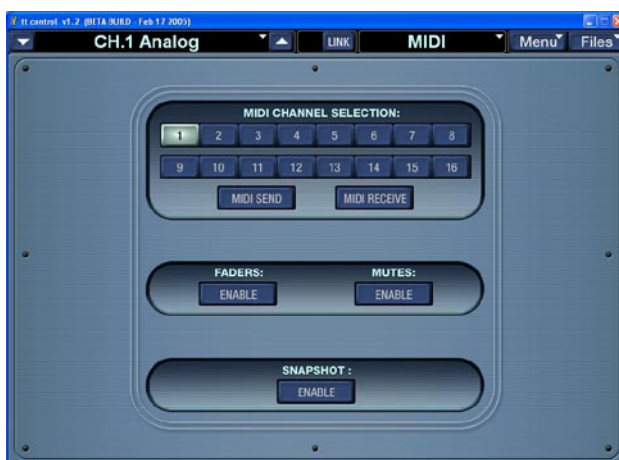 tt control v1.2 (BETA BUILD - Feb 17 2005)
CH.1 Analog LINK MIDI Menu Files
MIDI CHANNEL SELECTION:
1 2 3 4 5 6 7 8
9 10 11 12 13 14 15 16
MIDI SEND MIDI RECEIVE
FADERS: MUTES:
ENABLE ENABLE
SNAPSHOT :
ENABLE